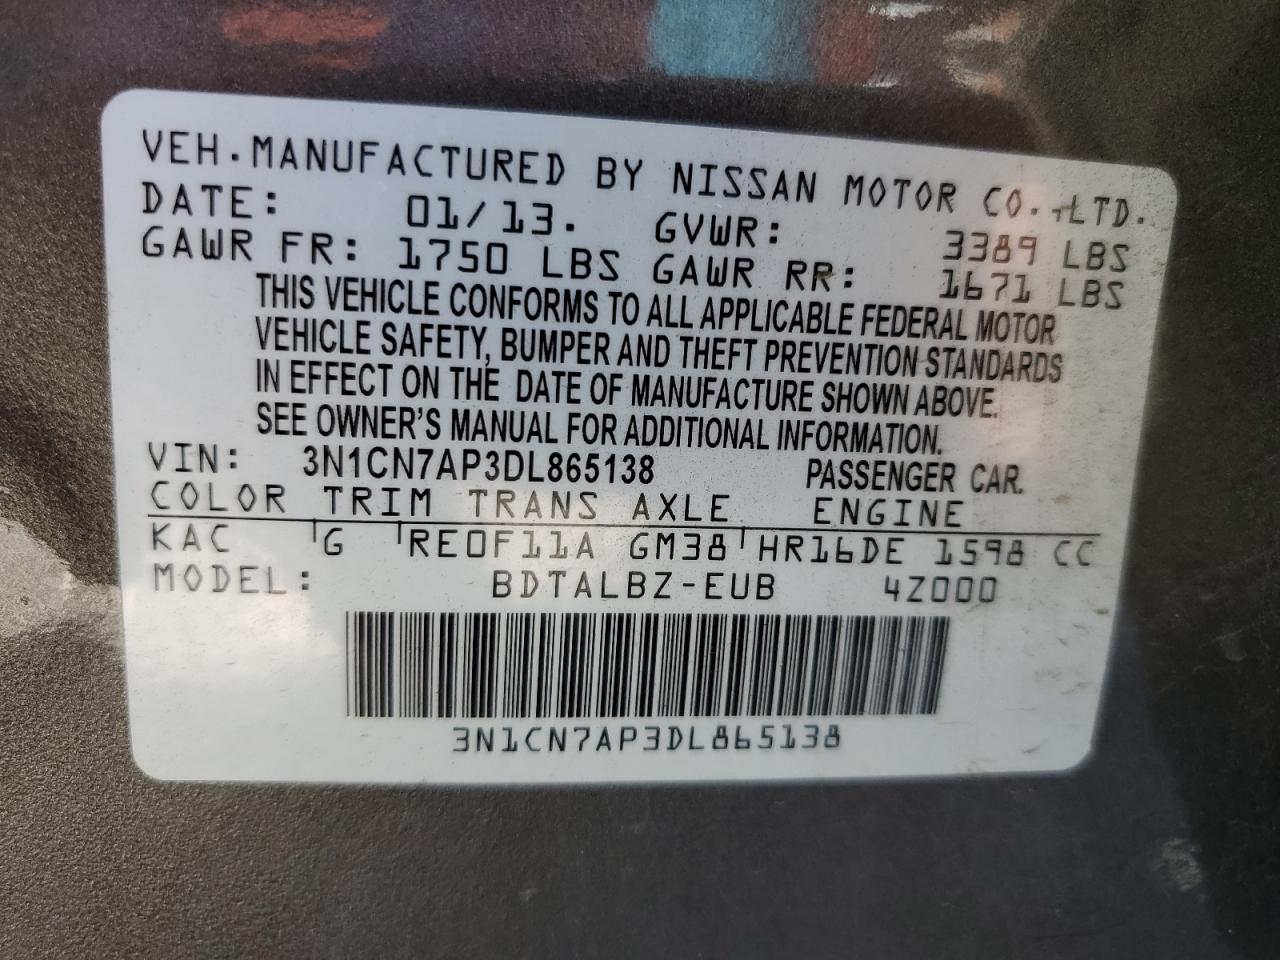 VEH.MANUFACTURED BY NISSAN MOTOR CO.,LTD.
DATE: 01/13. GVWR: 3389 LBS
GAWR FR: 1750 LBS GAWR RR: 1671 LBS
THIS VEHICLE CONFORMS TO ALL APPLICABLE FEDERAL MOTOR
VEHICLE SAFETY, BUMPER AND THEFT PREVENTION STANDARDS
IN EFFECT ON THE DATE OF MANUFACTURE SHOWN ABOVE.
SEE OWNER'S MANUAL FOR ADDITIONAL INFORMATION.
VIN: 3N1CN7AP3DL865138 PASSENGER CAR.
COLOR TRIM TRANS AXLE ENGINE
KAC G RE0F11A GM38 HR16DE 1598 CC
MODEL: BDTALBZ-EUB 4Z000
3N1CN7AP3DL865138